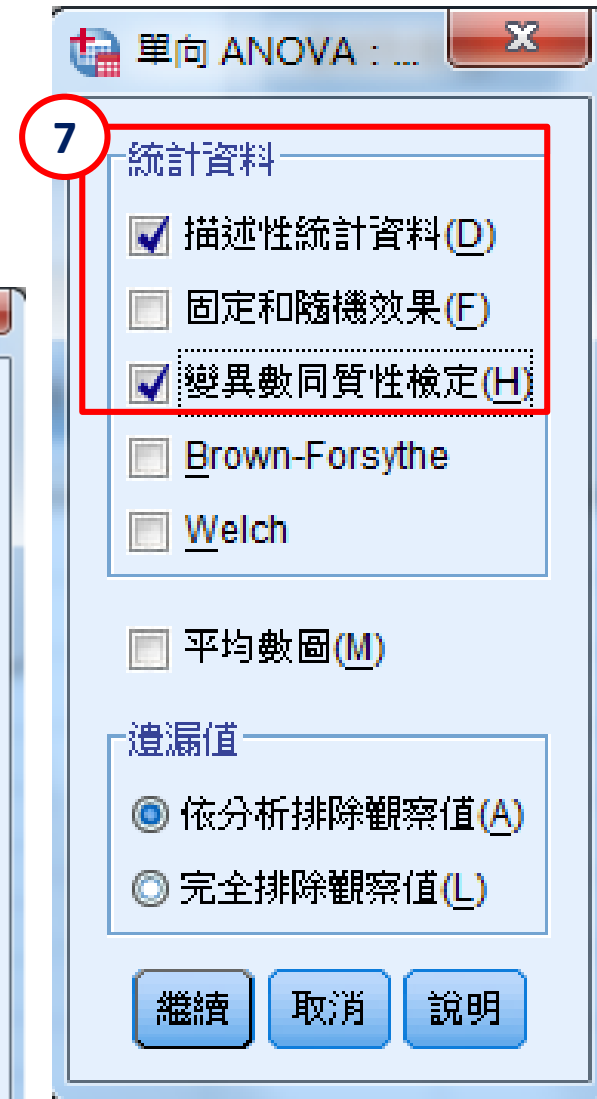 單向 ANOVA : ...
7
統計資料
描述性統計資料(D)
固定和隨機效果(F)
變異數同質性檢定(H)
Brown-Forsythe
Welch
平均數圖(M)
遺漏值
依分析排除觀察值(A)
完全排除觀察值(L)
繼續 取消 說明